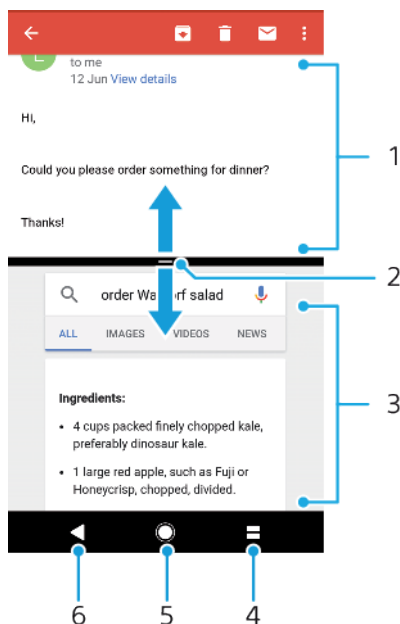 to me
12 Jun View details
Hi,
Could you please order something for dinner?
Thanks!
1
2
order Wa rf salad
ALL IMAGES VIDEOS NEWS
3
Ingredients:
• 4 cups packed finely chopped kale,
preferably dinosaur kale.
• 1 large red apple, such as Fuji or
Honeycrisp, chopped, divided.
6 5 4